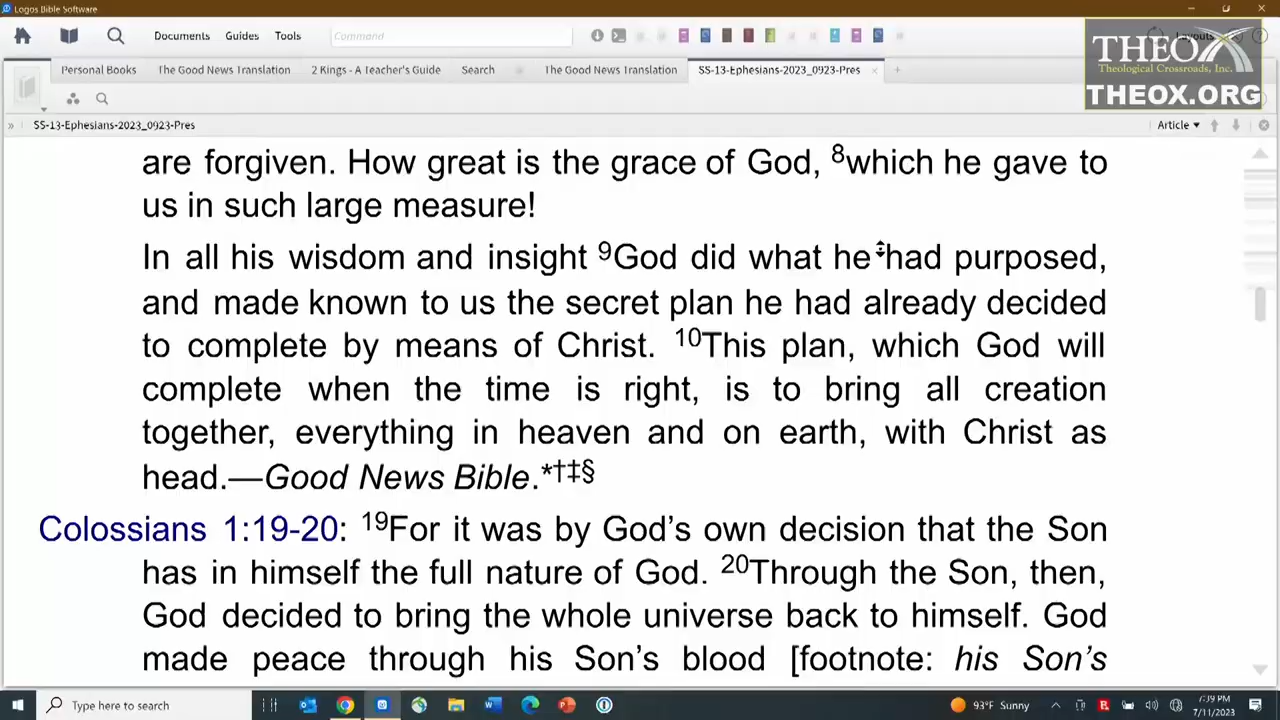 Logos Bible Software
Documents Guides Tools Command Layouts
Personal Books The Good News Translation 2 Kings - A Teacher's Gui Search The Good News Translation SS-13-Ephesians-2023_0923-Pres
THEOX
Theological Crossroads, Inc.
THEOX.ORG
» SS-13-Ephesians-2023_0923-Pres Article
are forgiven. How great is the grace of God, ⁸which he gave to
us in such large measure!
In all his wisdom and insight ⁹God did what he had purposed,
and made known to us the secret plan he had already decided
to complete by means of Christ. ¹⁰This plan, which God will
complete when the time is right, is to bring all creation
together, everything in heaven and on earth, with Christ as
head.—Good News Bible.*†‡§
Colossians 1:19-20: ¹⁹For it was by God's own decision that the Son
has in himself the full nature of God. ²⁰Through the Son, then,
God decided to bring the whole universe back to himself. God
made peace through his Son's blood [footnote: his Son's
Type here to search 93°F Sunny 7:39 PM
7/11/2023